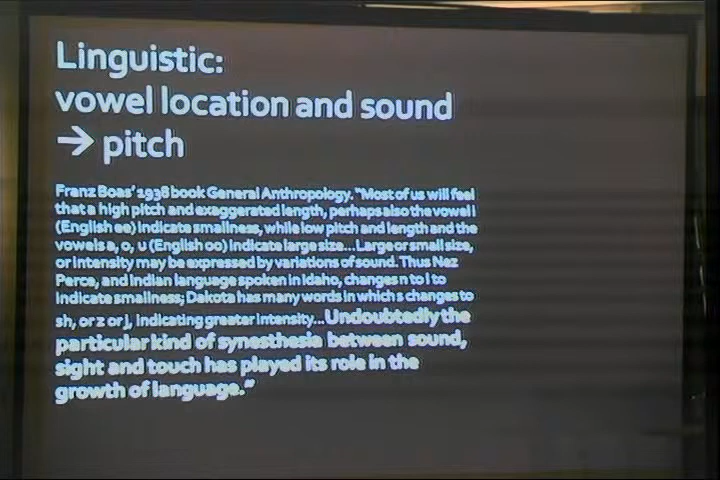 Linguistic:
vowel location and sound
→ pitch
Franz Boas' 1938 book General Anthropology. "Most of us will feel
that a high pitch and exaggerated length, perhaps also the vowel i
(English ee) indicate smallness, while low pitch and length and the
vowels a, o, u (English oo) indicate large size...Large or small size,
or intensity may be expressed by variations of sound. Thus Nez
Perce, and Indian language spoken in Idaho, changes n to l to
indicate smallness; Dakota has many words in which s changes to
sh, or z or j, indicating greater intensity...Undoubtedly the
particular kind of synesthesia between sound,
sight and touch has played its role in the
growth of language."